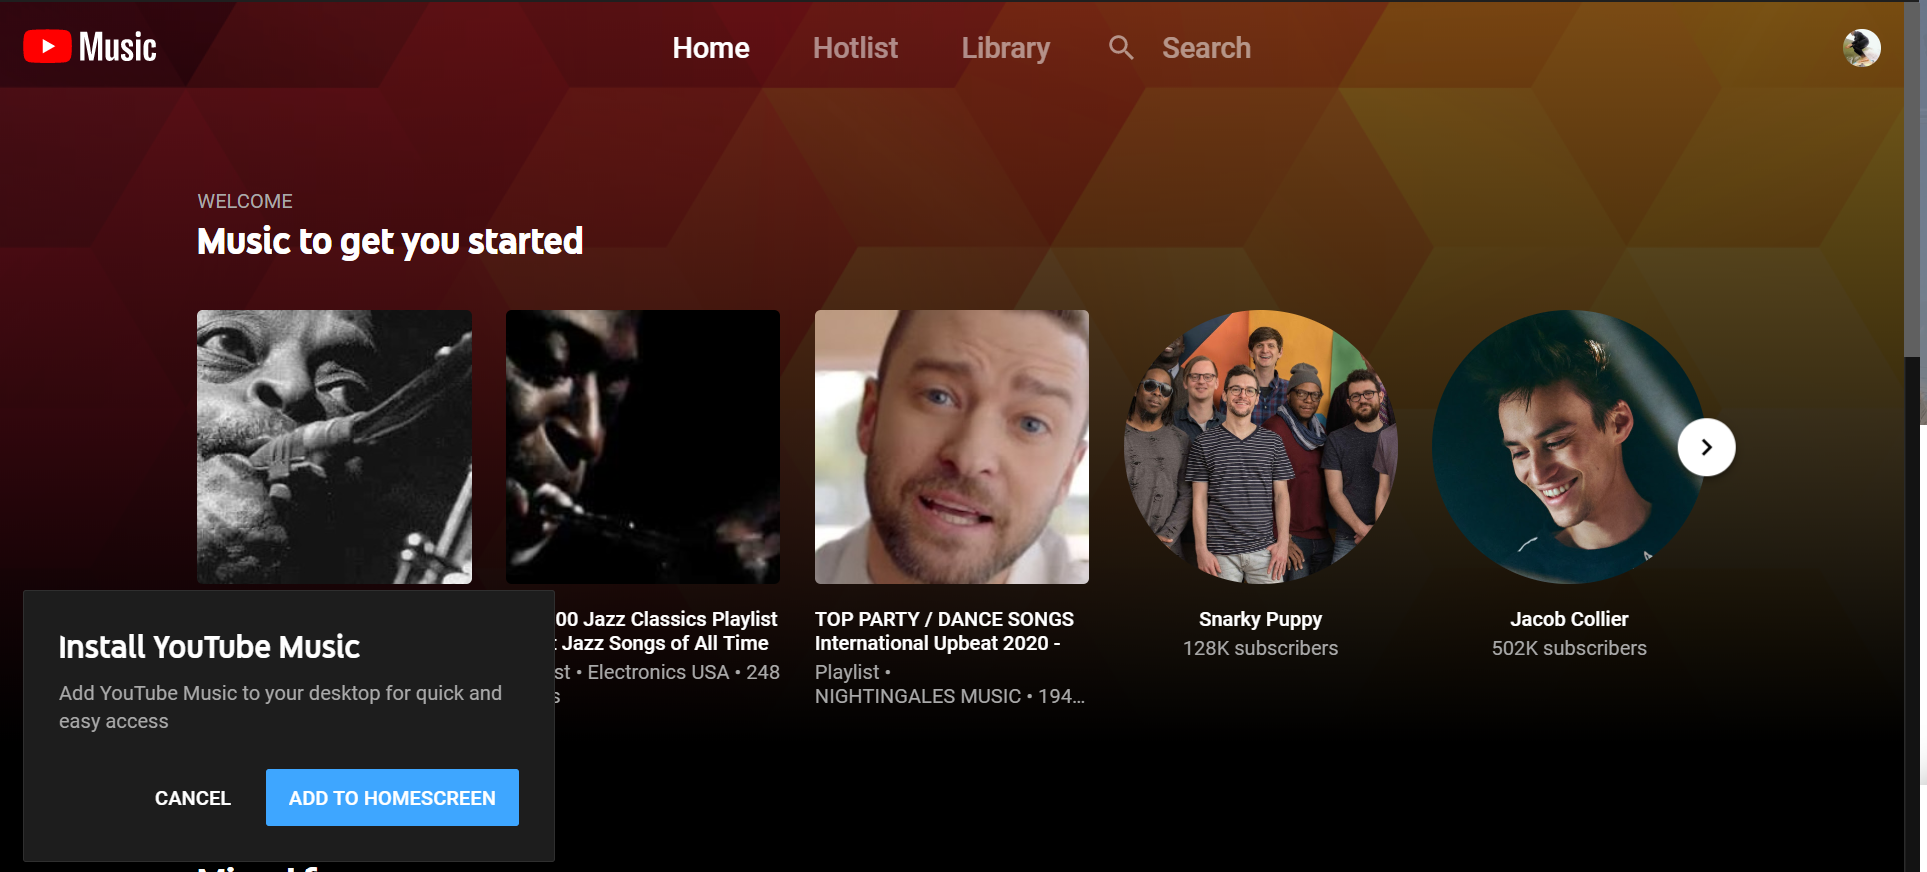 Music
Home
Hotlist
Library
Search
WELCOME
Music to get you started
00 Jazz Classics Playlist
Jazz Songs of All Time
st • Electronics USA • 248
s
TOP PARTY / DANCE SONGS
International Upbeat 2020 -
Playlist •
NIGHTINGALES MUSIC • 194...
Snarky Puppy
128K subscribers
Jacob Collier
502K subscribers
Install YouTube Music
Add YouTube Music to your desktop for quick and
easy access
CANCEL
ADD TO HOMESCREEN